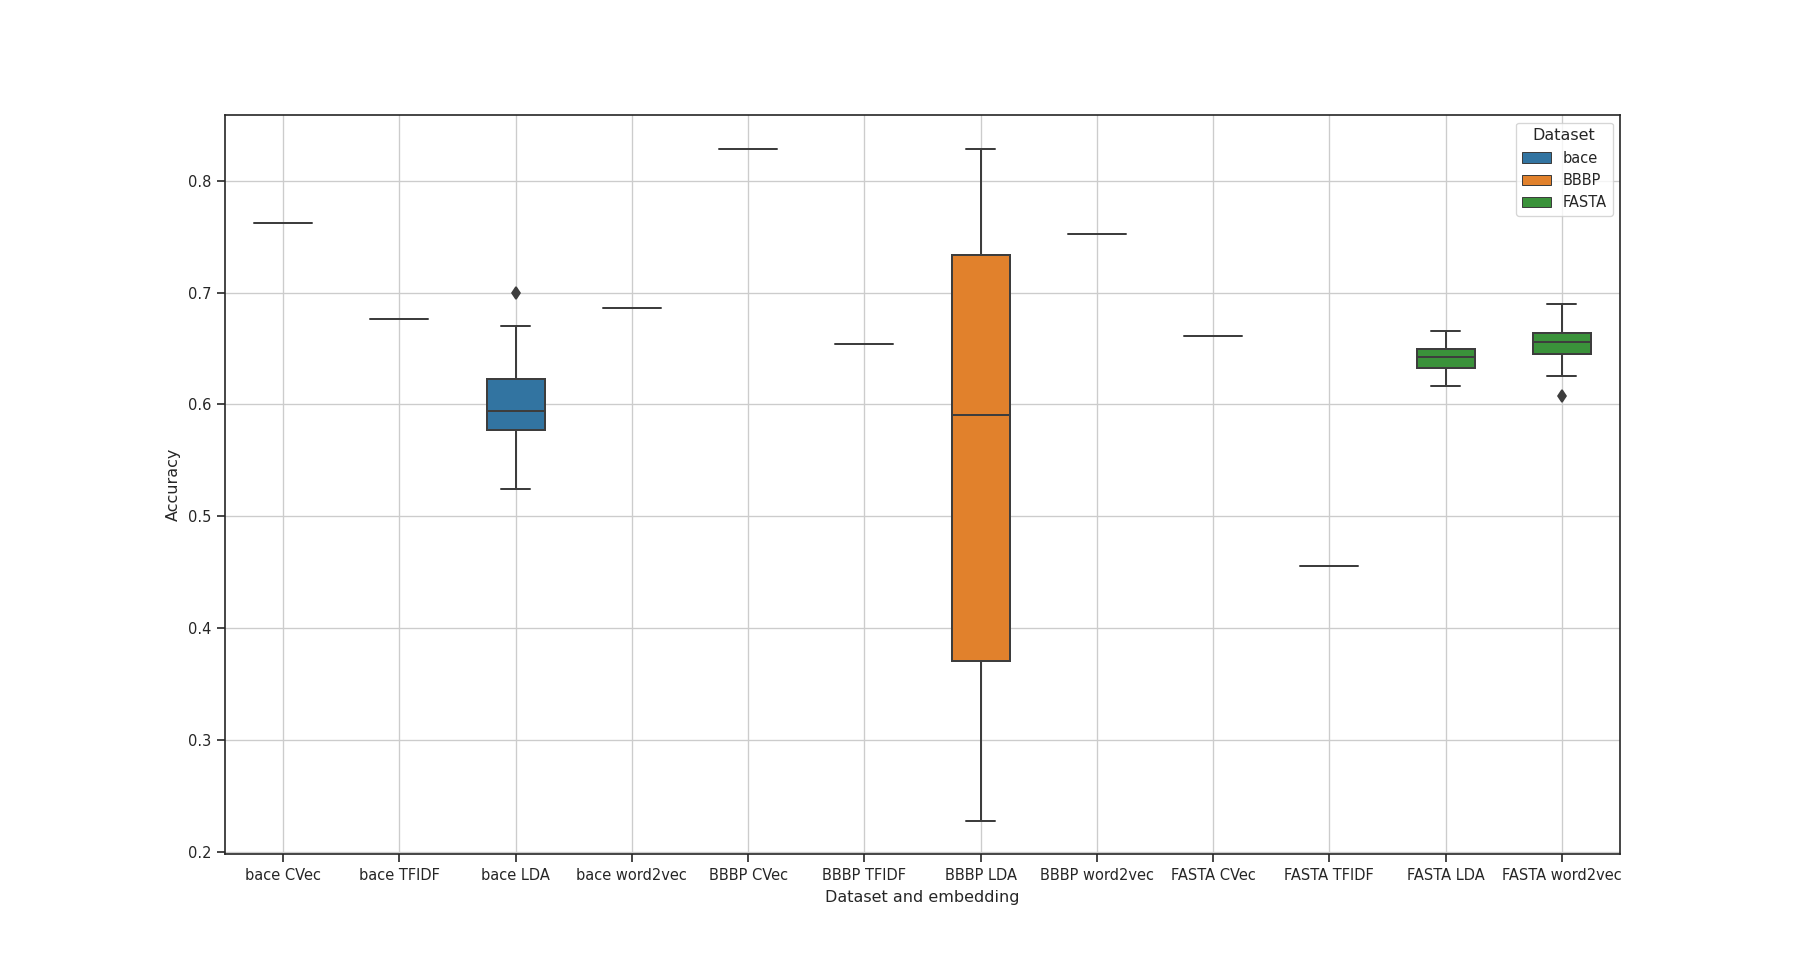 Dataset
bace
BBBP
FASTA
0.8
0.7
0.6
0.5
0.4
0.3
0.2
Accuracy
bace CVec
bace TFIDF
bace LDA
bace word2vec
BBBP CVec
BBBP TFIDF
BBBP LDA
BBBP word2vec
FASTA CVec
FASTA TFIDF
FASTA LDA
FASTA word2vec
Dataset and embedding